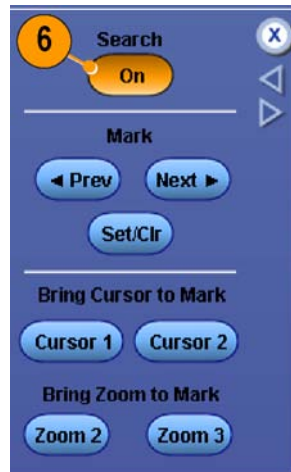 6
Search
X
On
Mark
◄ Prev
Next ►
Set/Clr
Bring Cursor to Mark
Cursor 1
Cursor 2
Bring Zoom to Mark
Zoom 2
Zoom 3